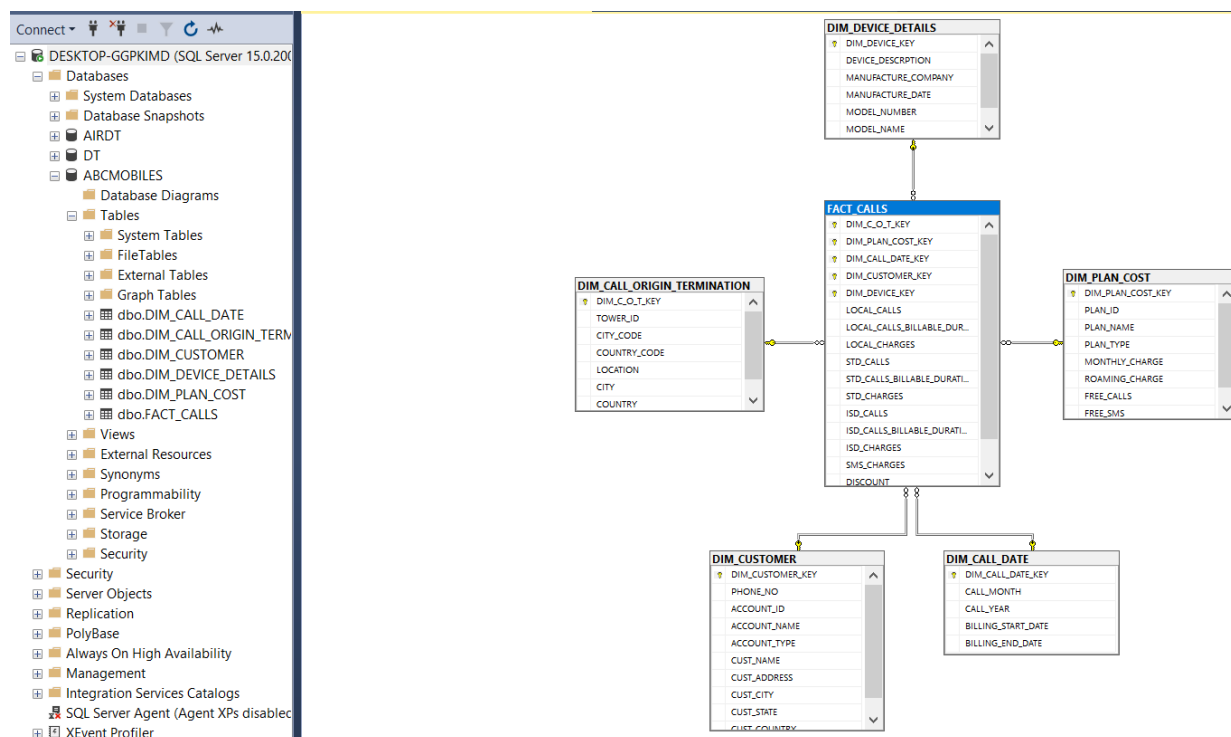 Connect
DESKTOP-GGPKIMD (SQL Server 15.0.200
Databases
System Databases
Database Snapshots
AIRDT
DT
ABCMOBILES
Database Diagrams
Tables
System Tables
FileTables
External Tables
Graph Tables
dbo.DIM_CALL_DATE
dbo.DIM_CALL_ORIGIN_TERM
dbo.DIM_CUSTOMER
dbo.DIM_DEVICE_DETAILS
dbo.DIM_PLAN_COST
dbo.FACT_CALLS
Views
External Resources
Synonyms
Programmability
Service Broker
Storage
Security
Security
Server Objects
Replication
PolyBase
Always On High Availability
Management
Integration Services Catalogs
SQL Server Agent (Agent XPs disablec
XEvent Profiler
DIM_DEVICE_DETAILS
DIM_DEVICE_KEY
DEVICE_DESCRPTION
MANUFACTURE_COMPANY
MANUFACTURE_DATE
MODEL_NUMBER
MODEL_NAME
FACT_CALLS
DIM_C_O_T_KEY
DIM_PLAN_COST_KEY
DIM_CALL_DATE_KEY
DIM_CUSTOMER_KEY
DIM_DEVICE_KEY
LOCAL_CALLS
LOCAL_CALLS_BILLABLE_DUR...
LOCAL_CHARGES
STD_CALLS
STD_CALLS_BILLABLE_DURATI...
STD_CHARGES
ISD_CALLS
ISD_CALLS_BILLABLE_DURATI...
ISD_CHARGES
SMS_CHARGES
DISCOUNT
DIM_CALL_ORIGIN_TERMINATION
DIM_C_O_T_KEY
TOWER_ID
CITY_CODE
COUNTRY_CODE
LOCATION
CITY
COUNTRY
DIM_PLAN_COST
DIM_PLAN_COST_KEY
PLAN_ID
PLAN_NAME
PLAN_TYPE
MONTHLY_CHARGE
ROAMING_CHARGE
FREE_CALLS
FREE_SMS
DIM_CUSTOMER
DIM_CUSTOMER_KEY
PHONE_NO
ACCOUNT_ID
ACCOUNT_NAME
ACCOUNT_TYPE
CUST_NAME
CUST_ADDRESS
CUST_CITY
CUST_STATE
CUST_COUNTRY
DIM_CALL_DATE
DIM_CALL_DATE_KEY
CALL_MONTH
CALL_YEAR
BILLING_START_DATE
BILLING_END_DATE